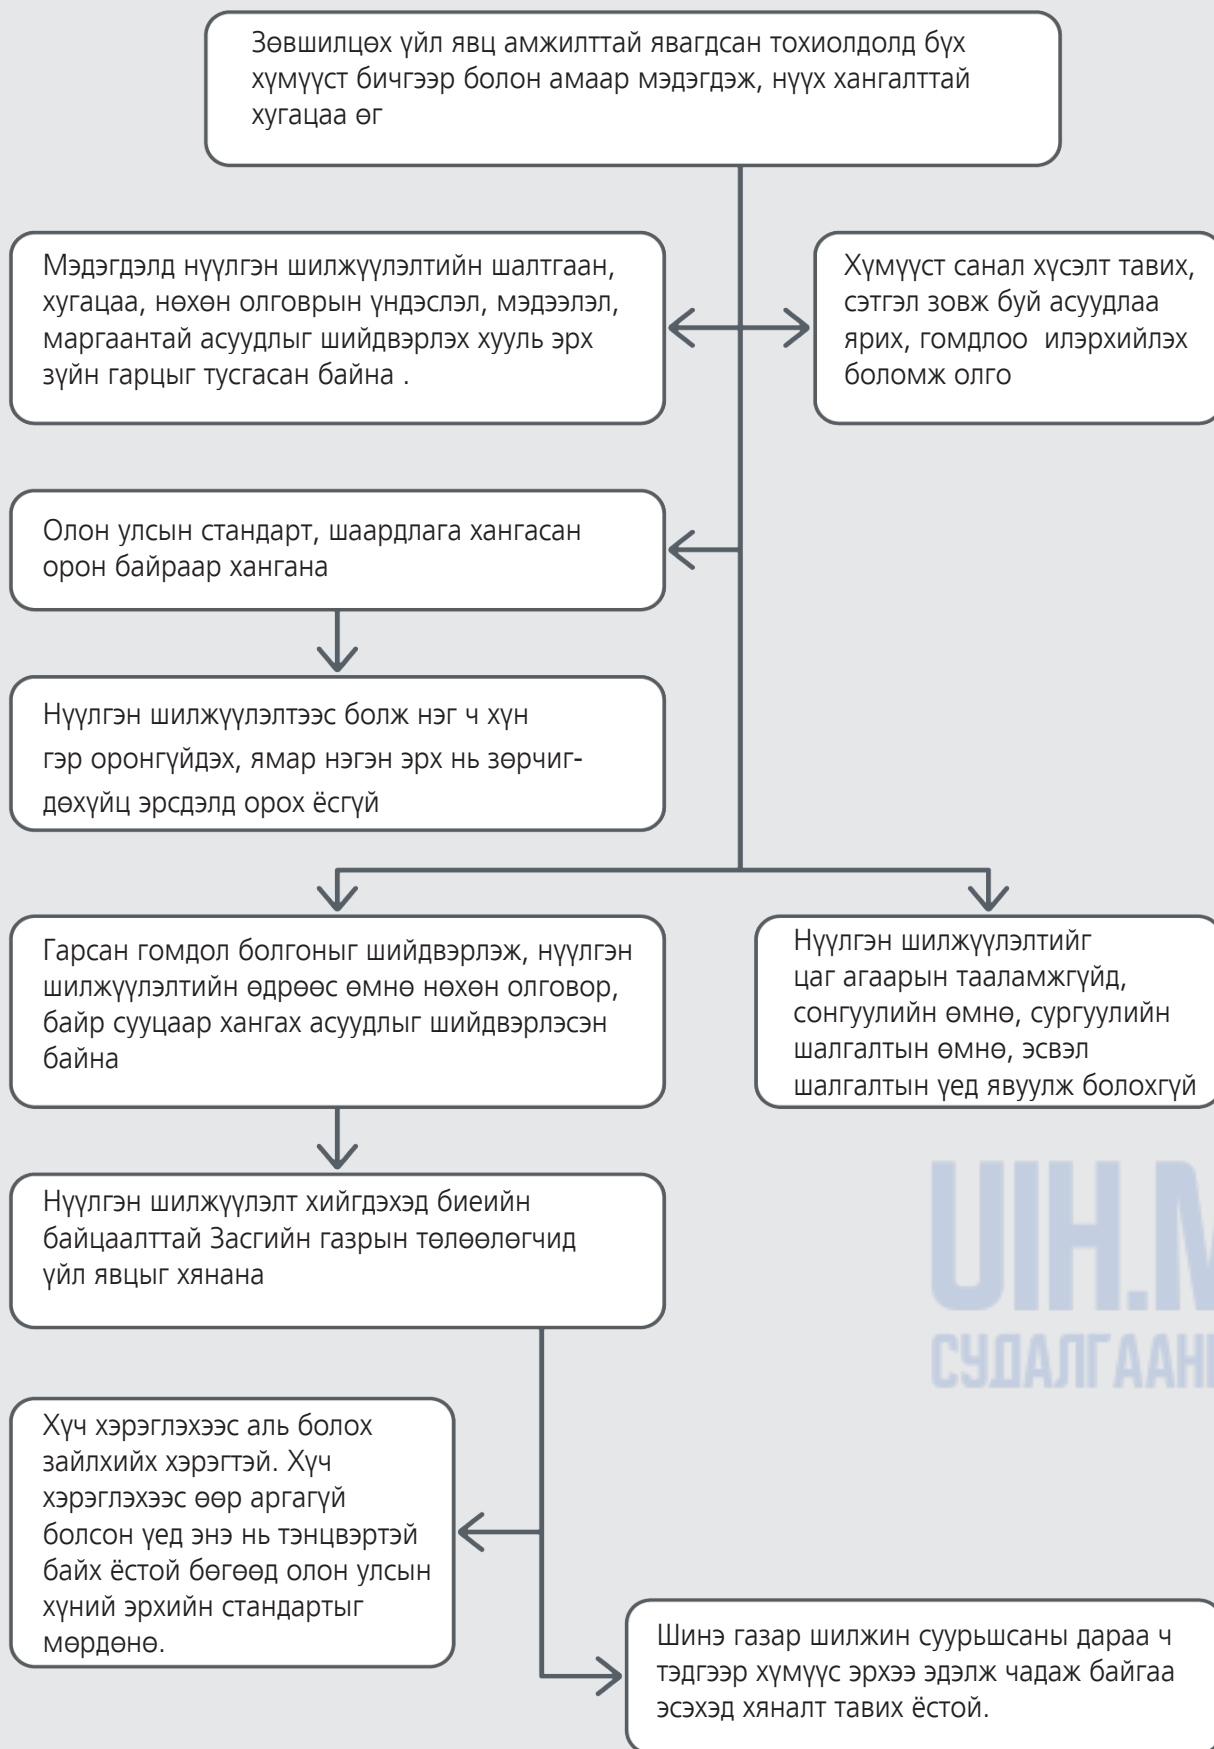 Зөвшилцөх үйл явц амжилттай явагдсан тохиолдолд бүх
хүмүүст бичгээр болон амаар мэдэгдэж, нүүх хангалттай
хугацаа өг
Мэдэгдэлд нүүлгэн шилжүүлэлтийн шалтгаан,
хугацаа, нөхөн олговрын үндэслэл, мэдээлэл,
маргаантай асуудлыг шийдвэрлэх хууль эрх
зүйн гарцыг тусгасан байна .
Хүмүүст санал хүсэлт тавих,
сэтгэл зовж буй асуудлаа
ярих, гомдлоо илэрхийлэх
боломж олго
Олон улсын стандарт, шаардлага хангасан
орон байраар хангана
Нүүлгэн шилжүүлэлтээс болж нэг ч хүн
гэр оронгүйдэх, ямар нэгэн эрх нь зөрчиг-
дөхүйц эрсдэлд орох ёсгүй
Гарсан гомдол болгоныг шийдвэрлэж, нүүлгэн
шилжүүлэлтийн өдрөөс өмнө нөхөн олговор,
байр сууцаар хангах асуудлыг шийдвэрлэсэн
байна
Нүүлгэн шилжүүлэлтийг
цаг агаарын тааламжгүйд,
сонгуулийн өмнө, сургуулийн
шалгалтын өмнө, эсвэл
шалгалтын үед явуулж болохгүй
Нүүлгэн шилжүүлэлт хийгдэхэд биеийн
байцаалттай Засгийн газрын төлөөлөгчид
үйл явцыг хянана
UIH.M
Хүч хэрэглэхээс аль болох
зайлхийх хэрэгтэй. Хүч
хэрэглэхээс өөр аргагүй
болсон үед энэ нь тэнцвэртэй
байх ёстой бөгөөд олон улсын
хүний эрхийн стандартыг
мөрдөнө.
Шинэ газар шилжин суурьшсаны дараа ч
тэдгээр хүмүүс эрхээ эдэлж чадаж байгаа
эсэхэд хяналт тавих ёстой.